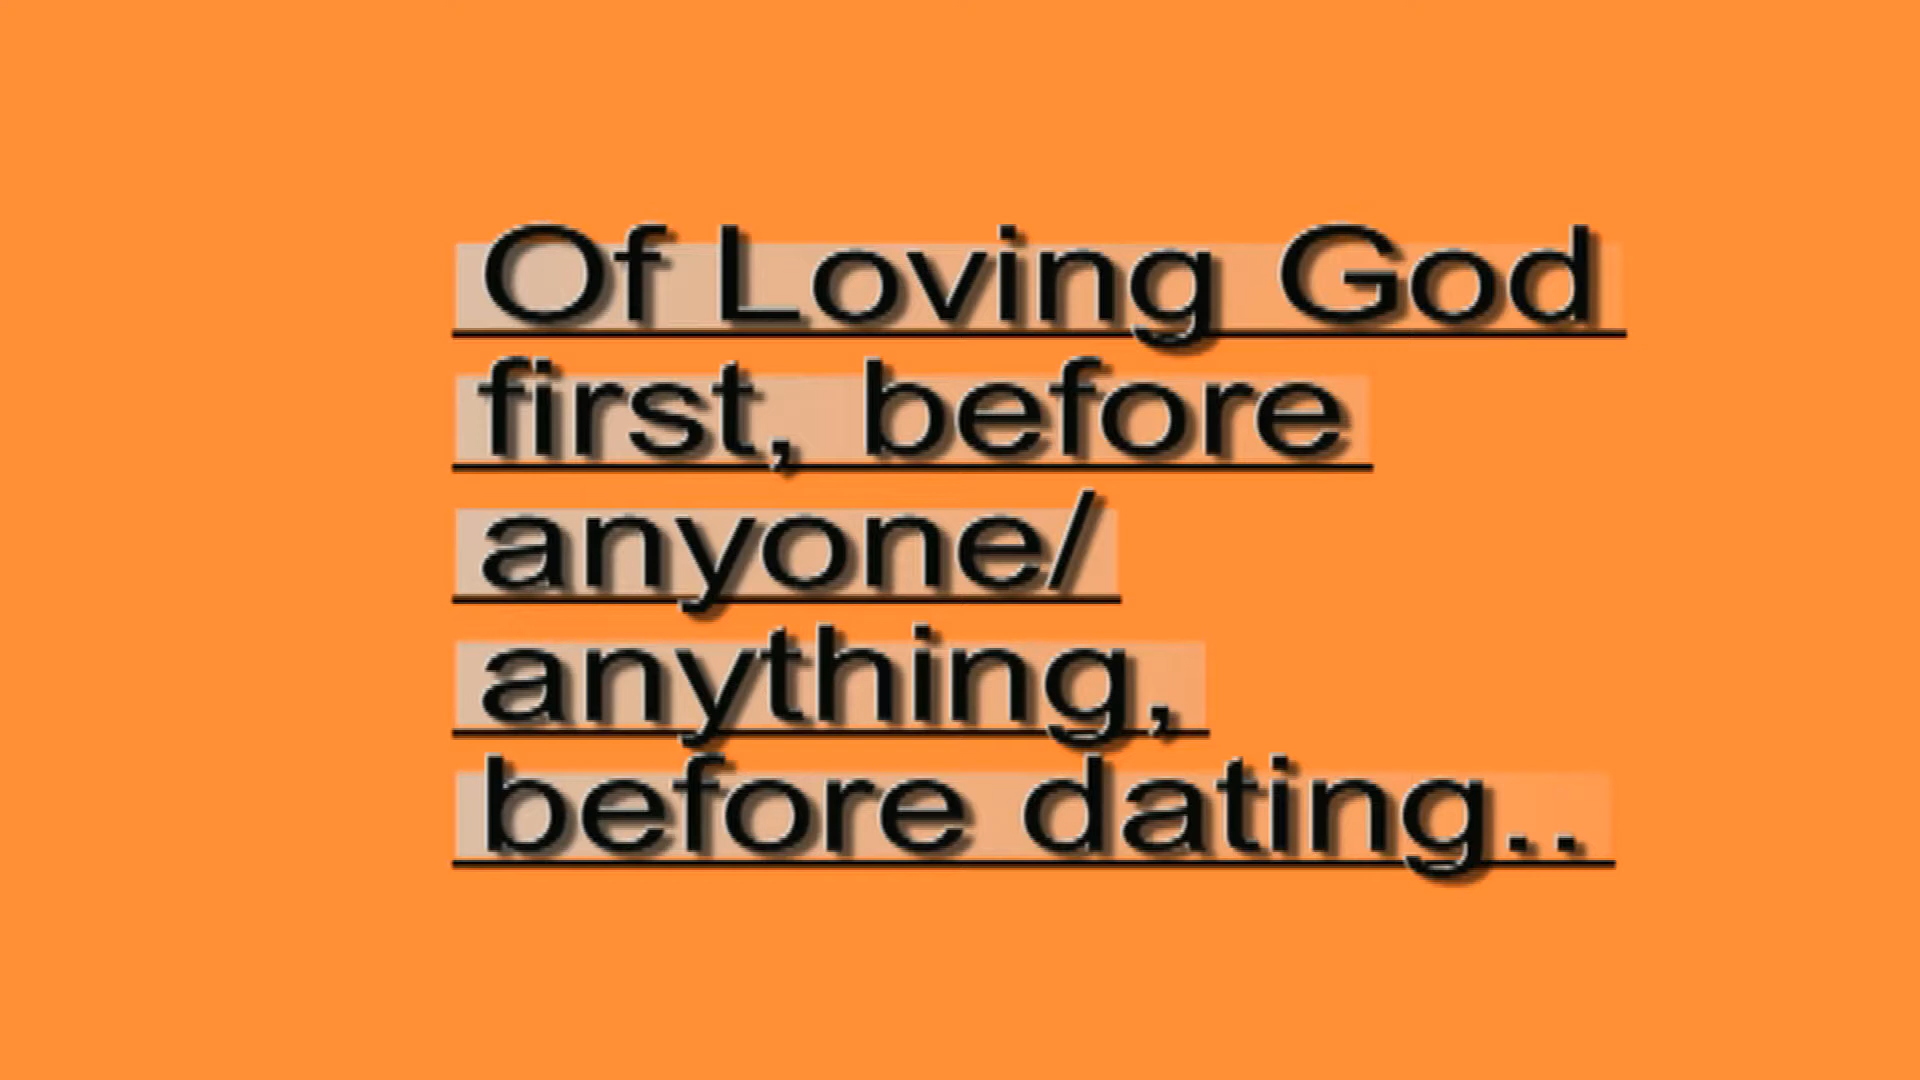 Of Loving God
first, before
anyone/
anything,
before dating..